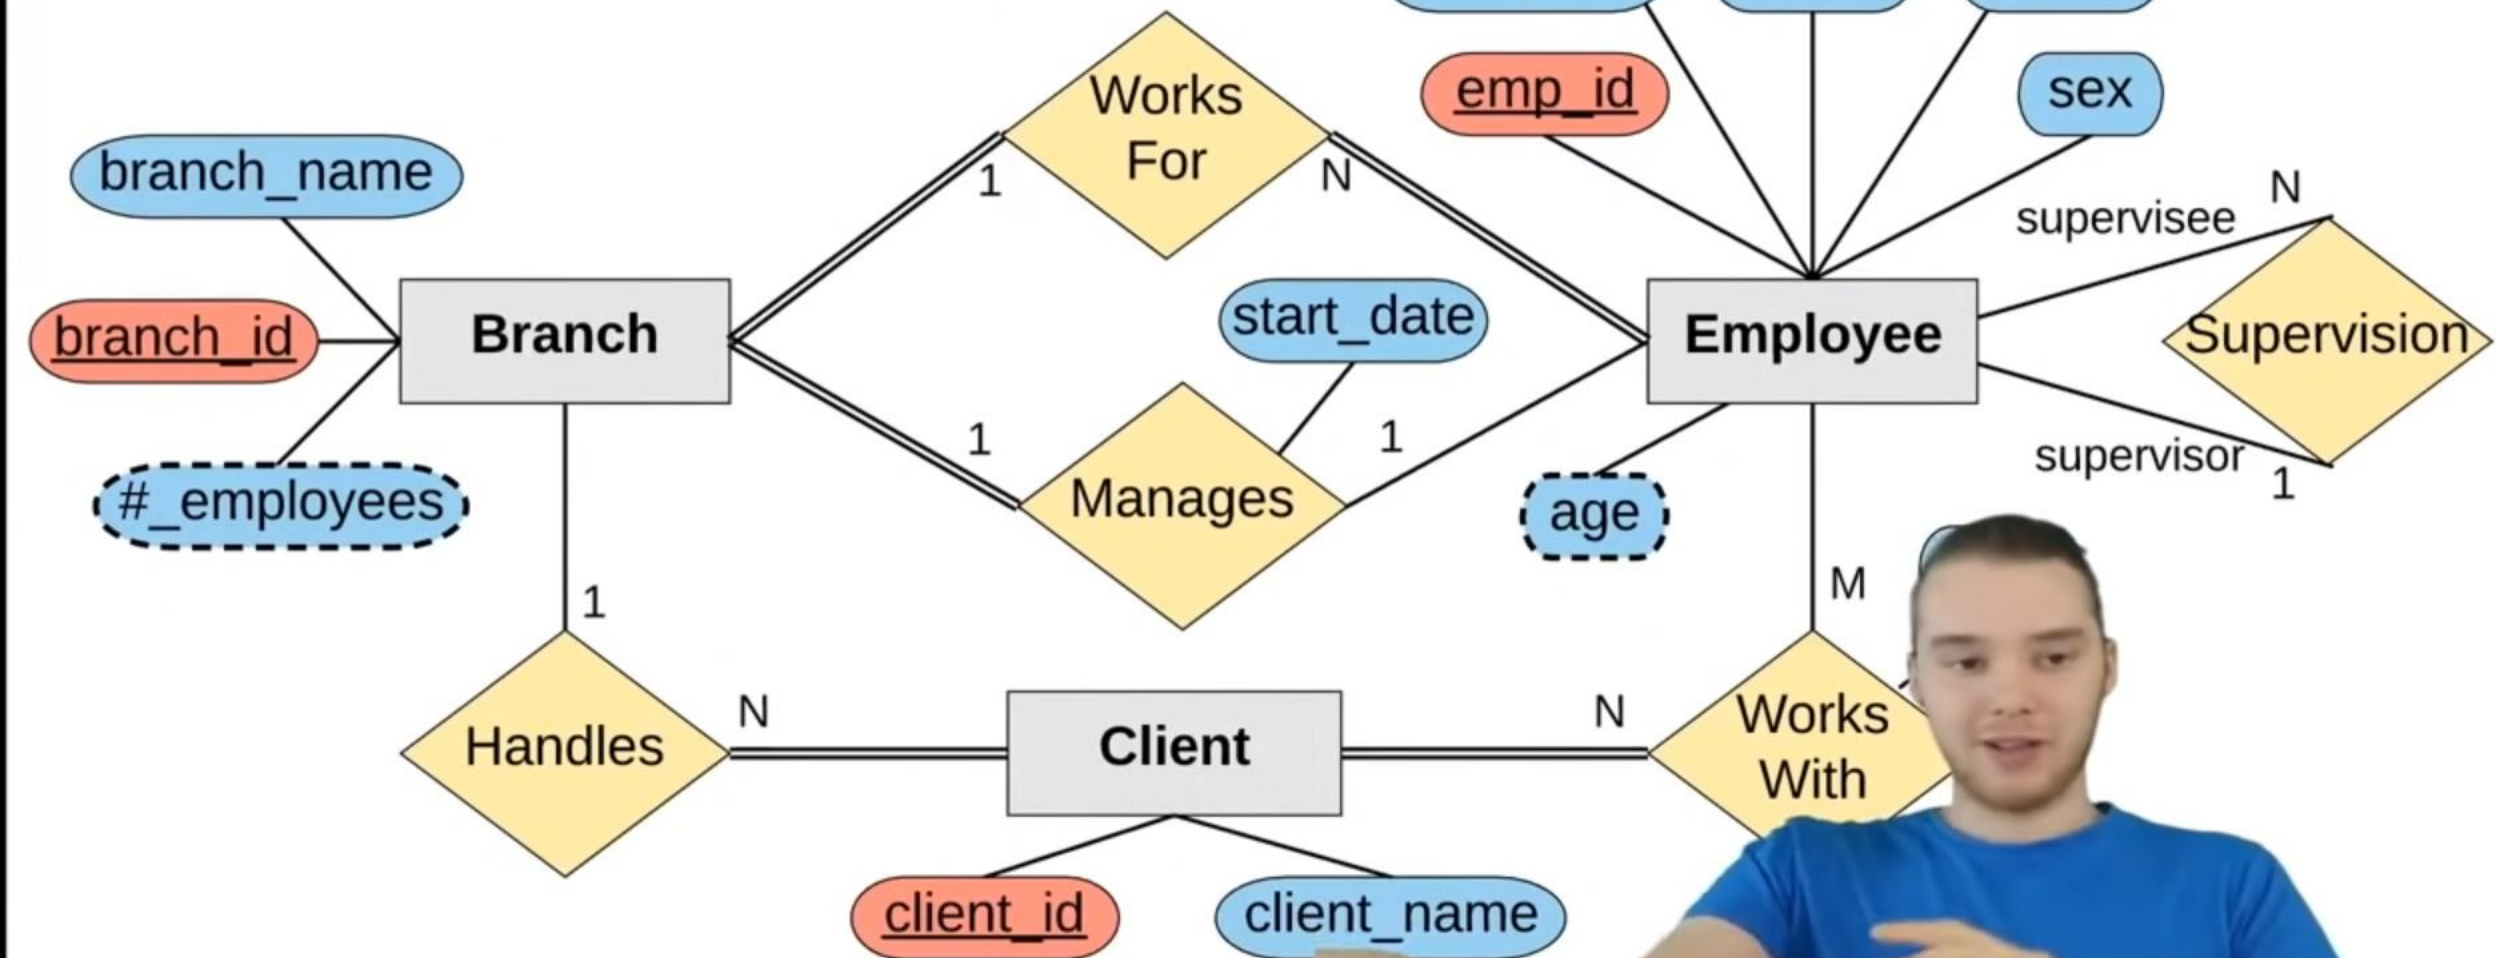 Works
For
emp_id
sex
branch_name
1
N
N
supervisee
start_date
branch_id
Branch
Employee
Supervision
1
1
supervisor
1
#_employees
Manages
age
M
1
N
N
Works
With
Handles
Client
client_id
client_name